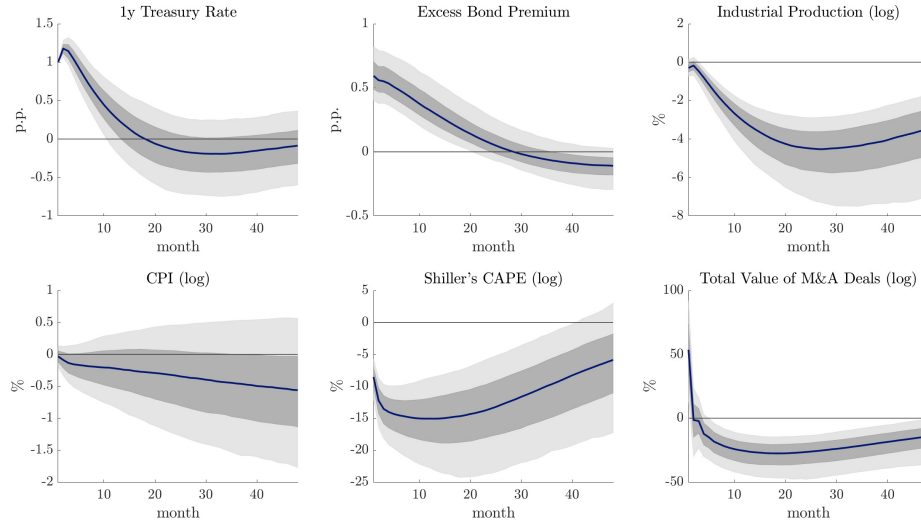 1y Treasury Rate
1.5
1
0.5
0
-0.5
1
p.p.
10 20 30 40
month
Excess Bond Premium
1
0.5
0
-0.5
p.p.
10 20 30 40
month
Industrial Production (log)
0
-2
-4
-6
-8
%
10 20 30 40
month
CPI (log)
1
0.5
0
-0.5
-1
-1.5
-2
%
10 20 30 40
month
Shiller's CAPE (log)
5
0
-5
-10
-15
-20
-25
%
10 20 30 40
month
Total Value of M&A Deals (log)
100
50
0
-50
%
10 20 30 40
month